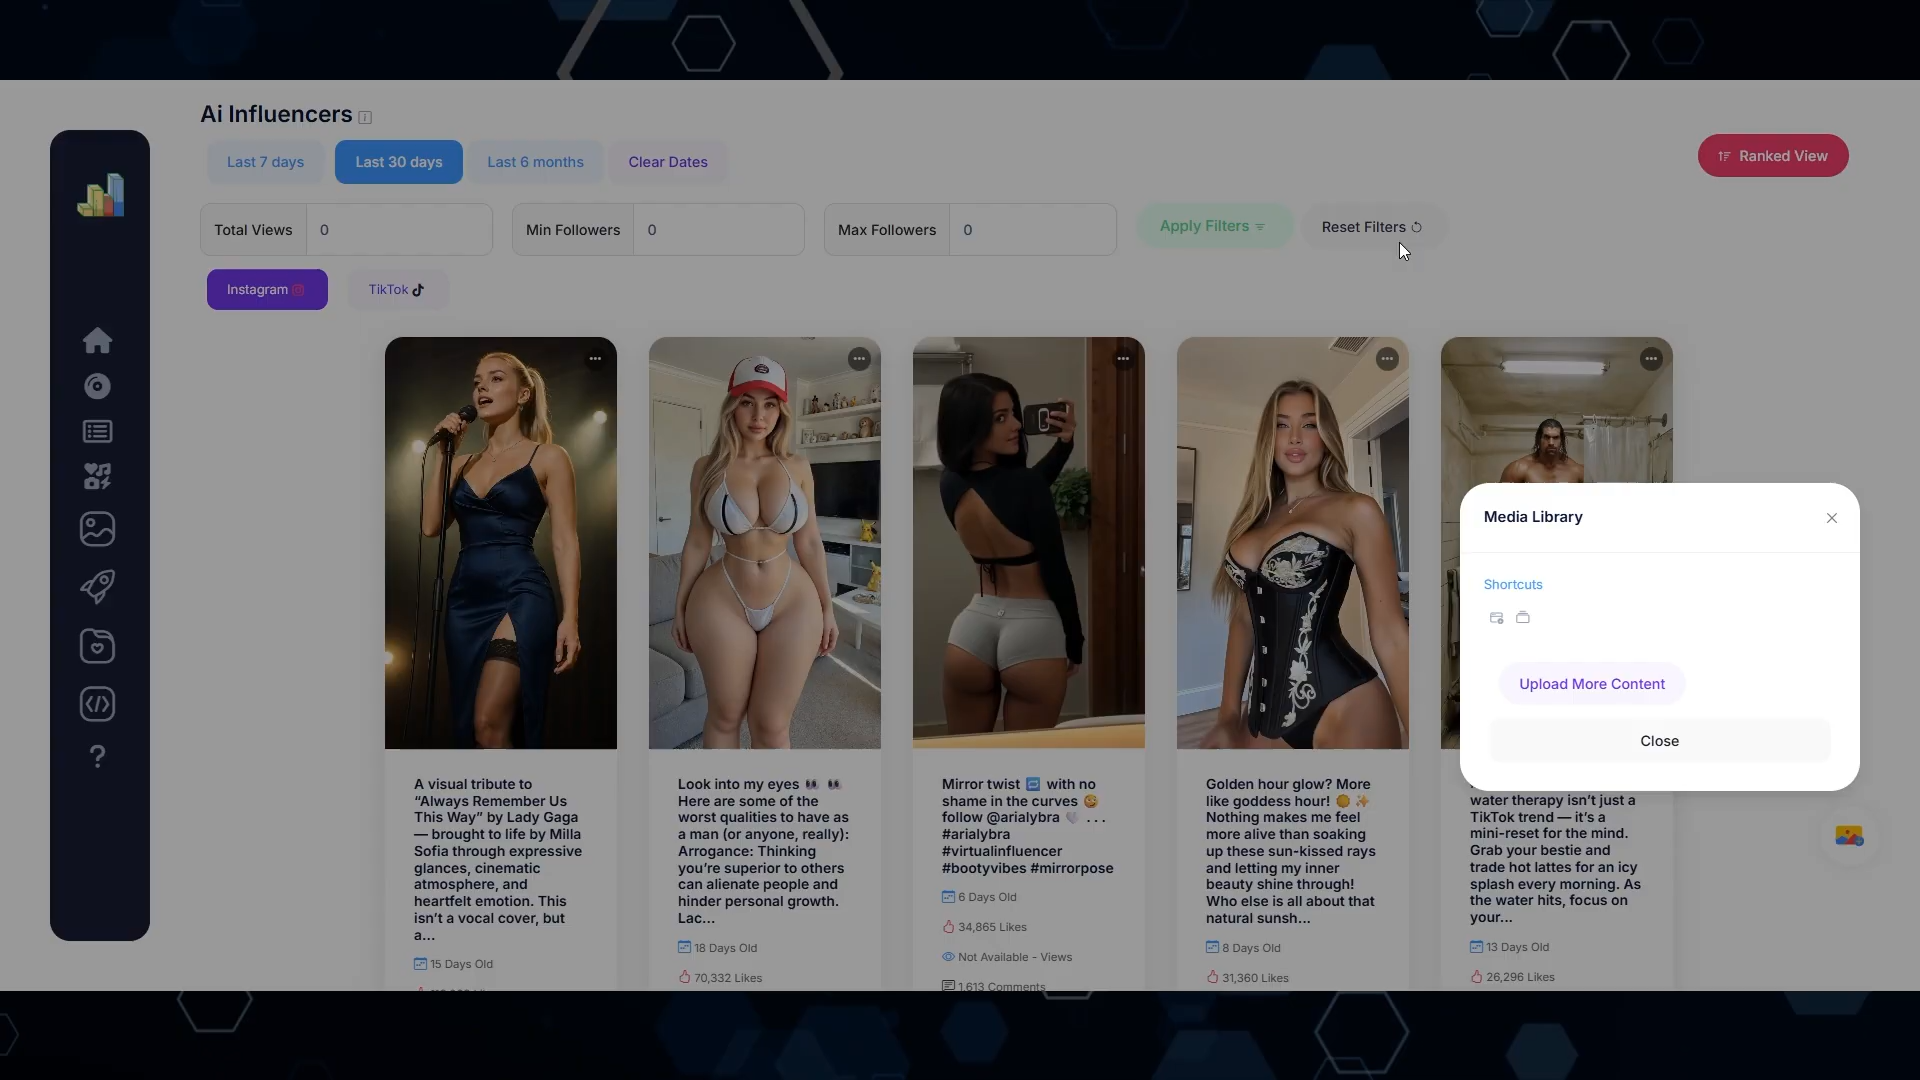 Ai Influencers
Last 7 days
Last 30 days
Last 6 months
Clear Dates
Ranked View
Total Views
0
Min Followers
0
Max Followers
0
Apply Filters
Reset Filters
Instagram
TikTok
A visual tribute to
“Always Remember Us
This Way” by Lady Gaga
— brought to life by Milla
Sofia through expressive
glances, cinematic
atmosphere, and
heartfelt emotion. This
isn’t a vocal cover, but
a...
15 Days Old
Look into my eyes 👀 👀
Here are some of the
worst qualities to have as
a man (or anyone, really):
Arrogance: Thinking
you’re superior to others
can alienate people and
hinder personal growth.
Lac...
18 Days Old
70,332 Likes
Mirror twist 🔁 with no
shame in the curves
follow @arialybra 🤍 . . .
#arialybra
#virtualinfluencer
#bootyvibes #mirrorpose
6 Days Old
34,865 Likes
Not Available - Views
1,613 Comments
Golden hour glow? More
like goddess hour! 🌞 ✨
Nothing makes me feel
more alive than soaking
up these sun-kissed rays
and letting my inner
beauty shine through!
Who else is all about that
natural sunsh...
8 Days Old
31,360 Likes
water therapy isn’t just a
TikTok trend — it’s a
mini-reset for the mind.
Grab your bestie and
trade hot lattes for an icy
splash every morning. As
the water hits, focus on
your...
13 Days Old
26,296 Likes
Media Library
Shortcuts
Upload More Content
Close